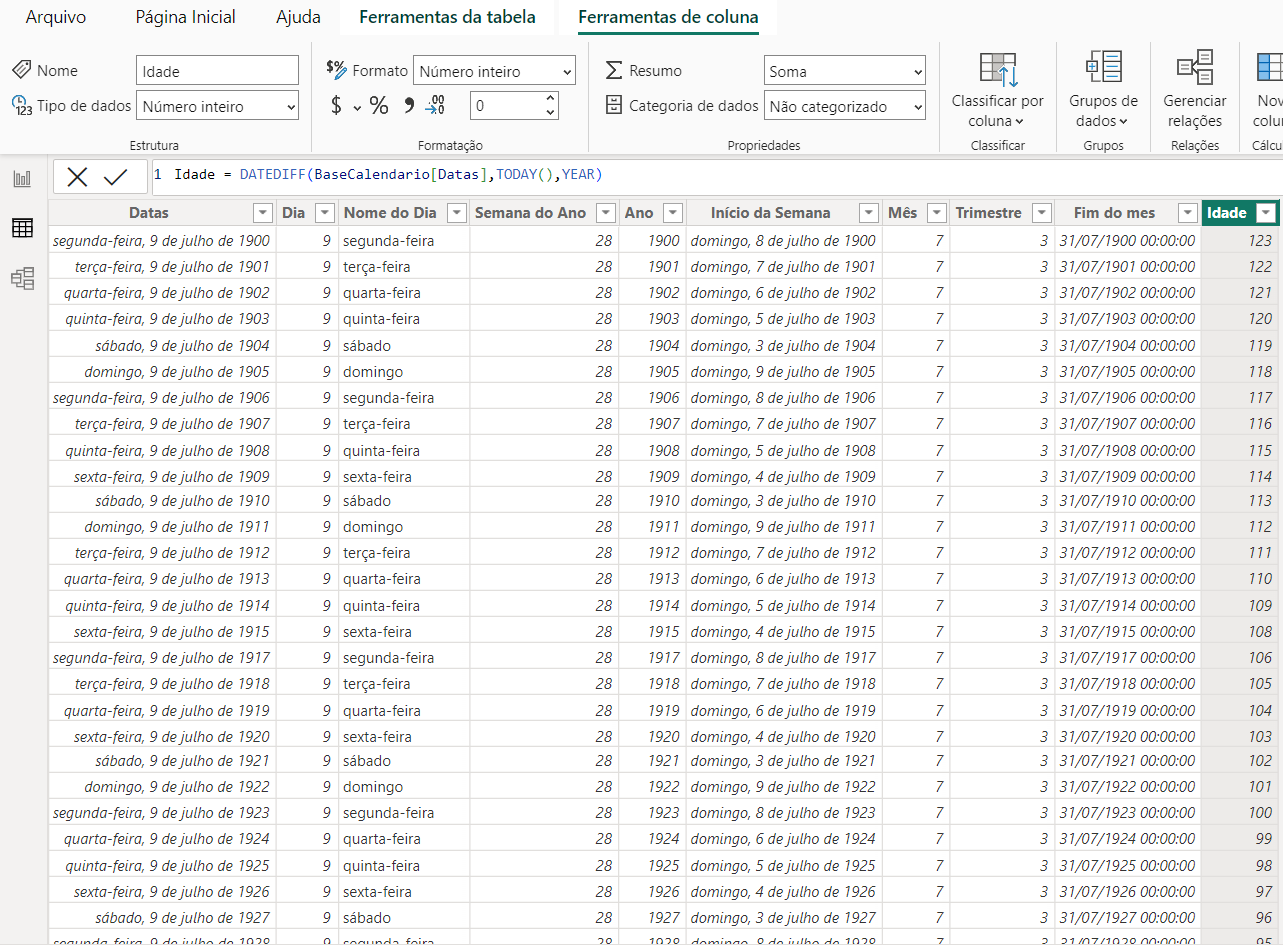 Arquivo Página Inicial Ajuda Ferramentas da tabela Ferramentas de coluna
Nome Idade
Tipo de dados Número inteiro
Estrutura
$% Formato Número inteiro
$ % 0
Formatação
Resumo Soma
Categoria de dados Não categorizado
Propriedades
Classificar por
coluna
Classificar
Grupos de
dados
Grupos
Gerenciar
relações
Relações
1 Idade = DATEDIFF(BaseCalendario[Datas],TODAY(),YEAR)
Datas Dia Nome do Dia Semana do Ano Ano Início da Semana Mês Trimestre Fim do mes Idade
segunda-feira, 9 de julho de 1900 9 segunda-feira 28 1900 domingo, 8 de julho de 1900 7 3 31/07/1900 00:00:00 123
terça-feira, 9 de julho de 1901 9 terça-feira 28 1901 domingo, 7 de julho de 1901 7 3 31/07/1901 00:00:00 122
quarta-feira, 9 de julho de 1902 9 quarta-feira 28 1902 domingo, 6 de julho de 1902 7 3 31/07/1902 00:00:00 121
quinta-feira, 9 de julho de 1903 9 quinta-feira 28 1903 domingo, 5 de julho de 1903 7 3 31/07/1903 00:00:00 120
sábado, 9 de julho de 1904 9 sábado 28 1904 domingo, 3 de julho de 1904 7 3 31/07/1904 00:00:00 119
domingo, 9 de julho de 1905 9 domingo 28 1905 domingo, 9 de julho de 1905 7 3 31/07/1905 00:00:00 118
segunda-feira, 9 de julho de 1906 9 segunda-feira 28 1906 domingo, 8 de julho de 1906 7 3 31/07/1906 00:00:00 117
terça-feira, 9 de julho de 1907 9 terça-feira 28 1907 domingo, 7 de julho de 1907 7 3 31/07/1907 00:00:00 116
quinta-feira, 9 de julho de 1908 9 quinta-feira 28 1908 domingo, 5 de julho de 1908 7 3 31/07/1908 00:00:00 115
sexta-feira, 9 de julho de 1909 9 sexta-feira 28 1909 domingo, 4 de julho de 1909 7 3 31/07/1909 00:00:00 114
sábado, 9 de julho de 1910 9 sábado 28 1910 domingo, 3 de julho de 1910 7 3 31/07/1910 00:00:00 113
domingo, 9 de julho de 1911 9 domingo 28 1911 domingo, 9 de julho de 1911 7 3 31/07/1911 00:00:00 112
terça-feira, 9 de julho de 1912 9 terça-feira 28 1912 domingo, 7 de julho de 1912 7 3 31/07/1912 00:00:00 111
quarta-feira, 9 de julho de 1913 9 quarta-feira 28 1913 domingo, 6 de julho de 1913 7 3 31/07/1913 00:00:00 110
quinta-feira, 9 de julho de 1914 9 quinta-feira 28 1914 domingo, 5 de julho de 1914 7 3 31/07/1914 00:00:00 109
sexta-feira, 9 de julho de 1915 9 sexta-feira 28 1915 domingo, 4 de julho de 1915 7 3 31/07/1915 00:00:00 108
segunda-feira, 9 de julho de 1917 9 segunda-feira 28 1917 domingo, 8 de julho de 1917 7 3 31/07/1917 00:00:00 106
terça-feira, 9 de julho de 1918 9 terça-feira 28 1918 domingo, 7 de julho de 1918 7 3 31/07/1918 00:00:00 105
quarta-feira, 9 de julho de 1919 9 quarta-feira 28 1919 domingo, 6 de julho de 1919 7 3 31/07/1919 00:00:00 104
sexta-feira, 9 de julho de 1920 9 sexta-feira 28 1920 domingo, 4 de julho de 1920 7 3 31/07/1920 00:00:00 103
sábado, 9 de julho de 1921 9 sábado 28 1921 domingo, 3 de julho de 1921 7 3 31/07/1921 00:00:00 102
domingo, 9 de julho de 1922 9 domingo 28 1922 domingo, 9 de julho de 1922 7 3 31/07/1922 00:00:00 101
segunda-feira, 9 de julho de 1923 9 segunda-feira 28 1923 domingo, 8 de julho de 1923 7 3 31/07/1923 00:00:00 100
quarta-feira, 9 de julho de 1924 9 quarta-feira 28 1924 domingo, 6 de julho de 1924 7 3 31/07/1924 00:00:00 99
quinta-feira, 9 de julho de 1925 9 quinta-feira 28 1925 domingo, 5 de julho de 1925 7 3 31/07/1925 00:00:00 98
sexta-feira, 9 de julho de 1926 9 sexta-feira 28 1926 domingo, 4 de julho de 1926 7 3 31/07/1926 00:00:00 97
sábado, 9 de julho de 1927 9 sábado 28 1927 domingo, 3 de julho de 1927 7 3 31/07/1927 00:00:00 96